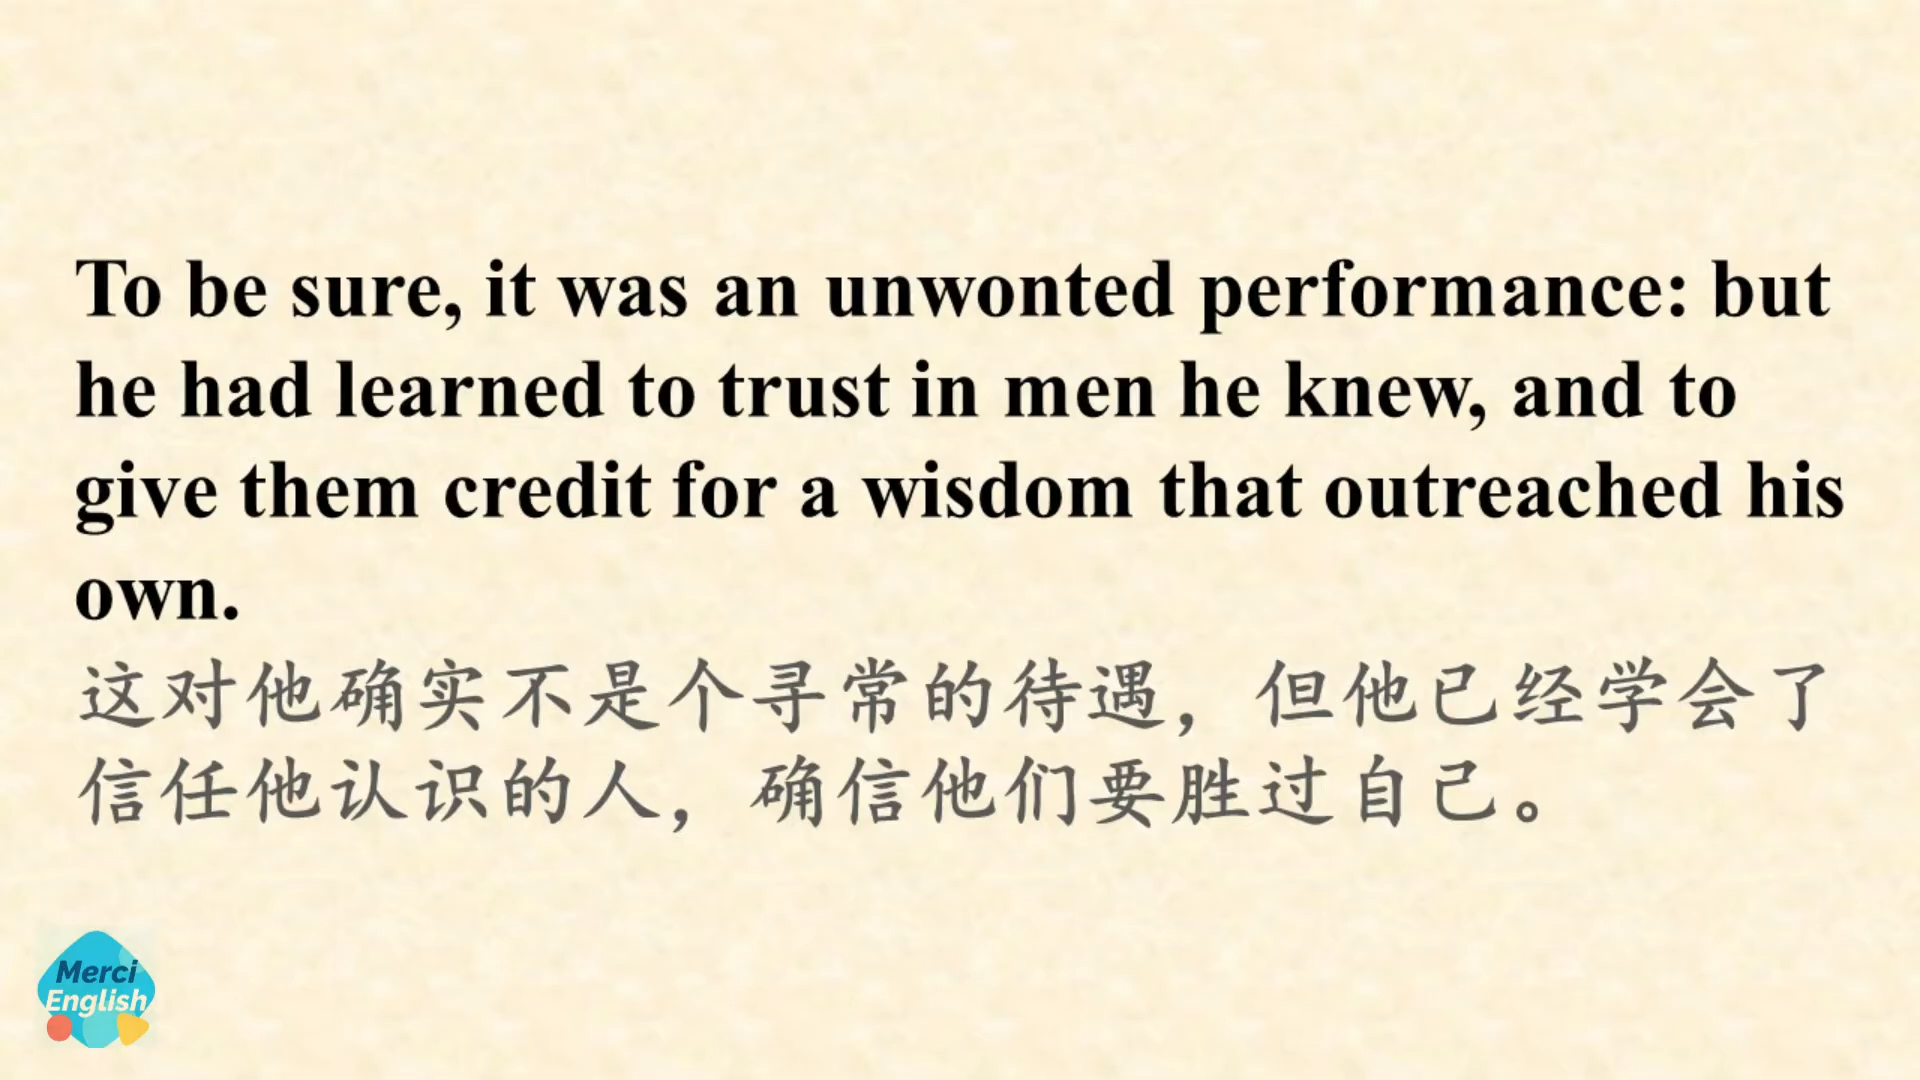 To be sure, it was an unwonted performance: but
he had learned to trust in men he knew, and to
give them credit for a wisdom that outreached his
own.
这对他确实不是个寻常的待遇，但他已经学会了
信任他认识的人，确信他们要胜过自己。
Merci
English